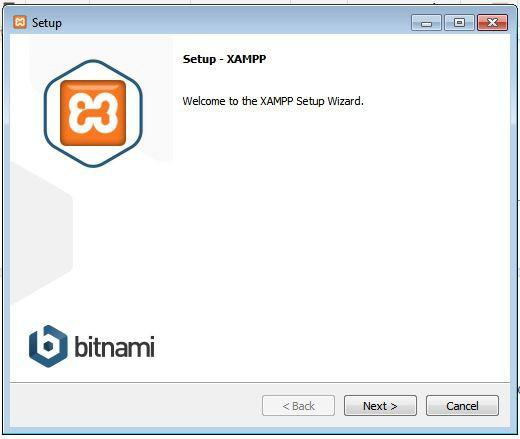 Setup
Setup - XAMPP
Welcome to the XAMPP Setup Wizard.
bitnami
< Back
Next >
Cancel